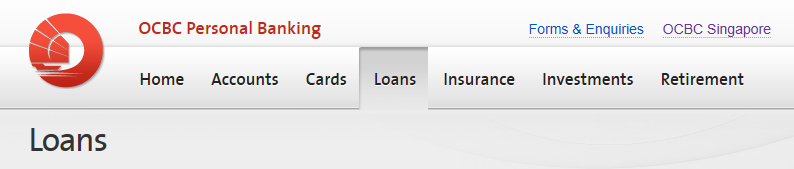 OCBC Personal Banking Forms & Enquiries OCBC Singapore
Home Accounts Cards Loans Insurance Investments Retirement
Loans